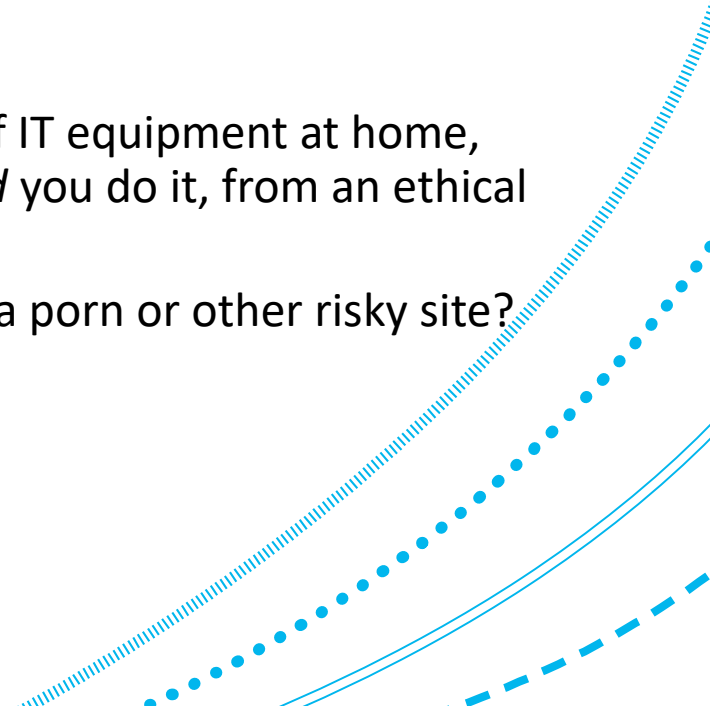 f IT equipment at home,
d you do it, from an ethical
a porn or other risky site?